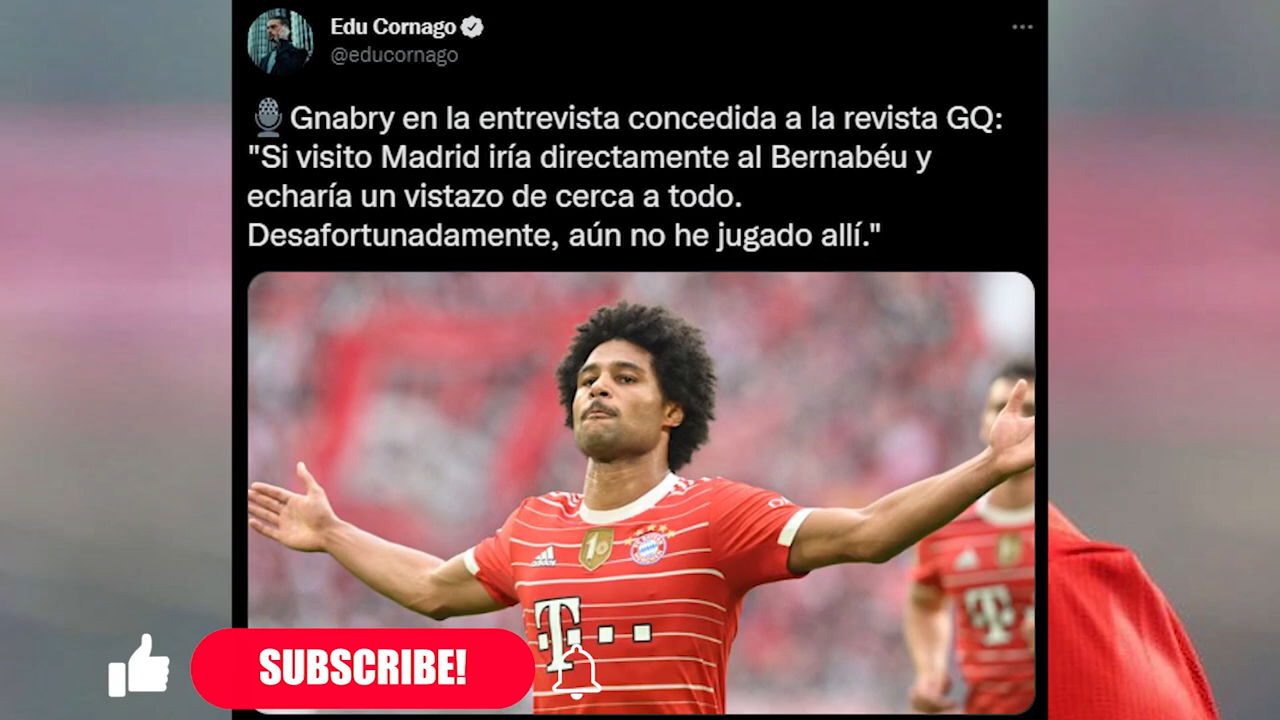 Edu Cornago
@educornago
🎙Gnabry en la entrevista concedida a la revista GQ:
"Si visito Madrid iría directamente al Bernabéu y
echaría un vistazo de cerca a todo.
Desafortunadamente, aún no he jugado allí."
10
T
T
SUBSCRIBE!